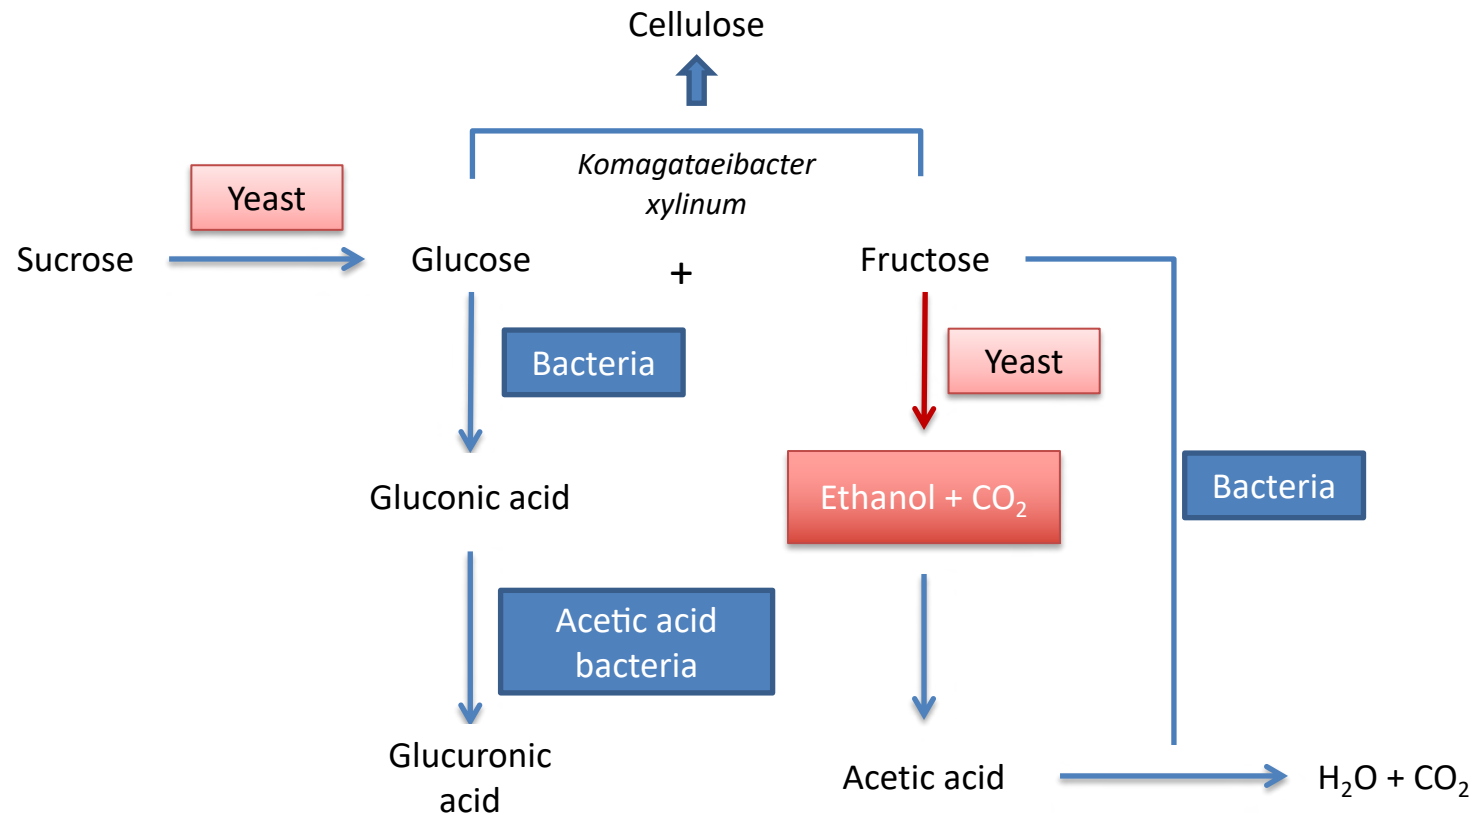 Cellulose
Komagataeibacter
xylinum
Yeast
Sucrose
Glucose
+
Fructose
Bacteria
Yeast
Gluconic acid
Ethanol + CO₂
Bacteria
Acetic acid
bacteria
Glucuronic
acid
Acetic acid
H₂O + CO₂